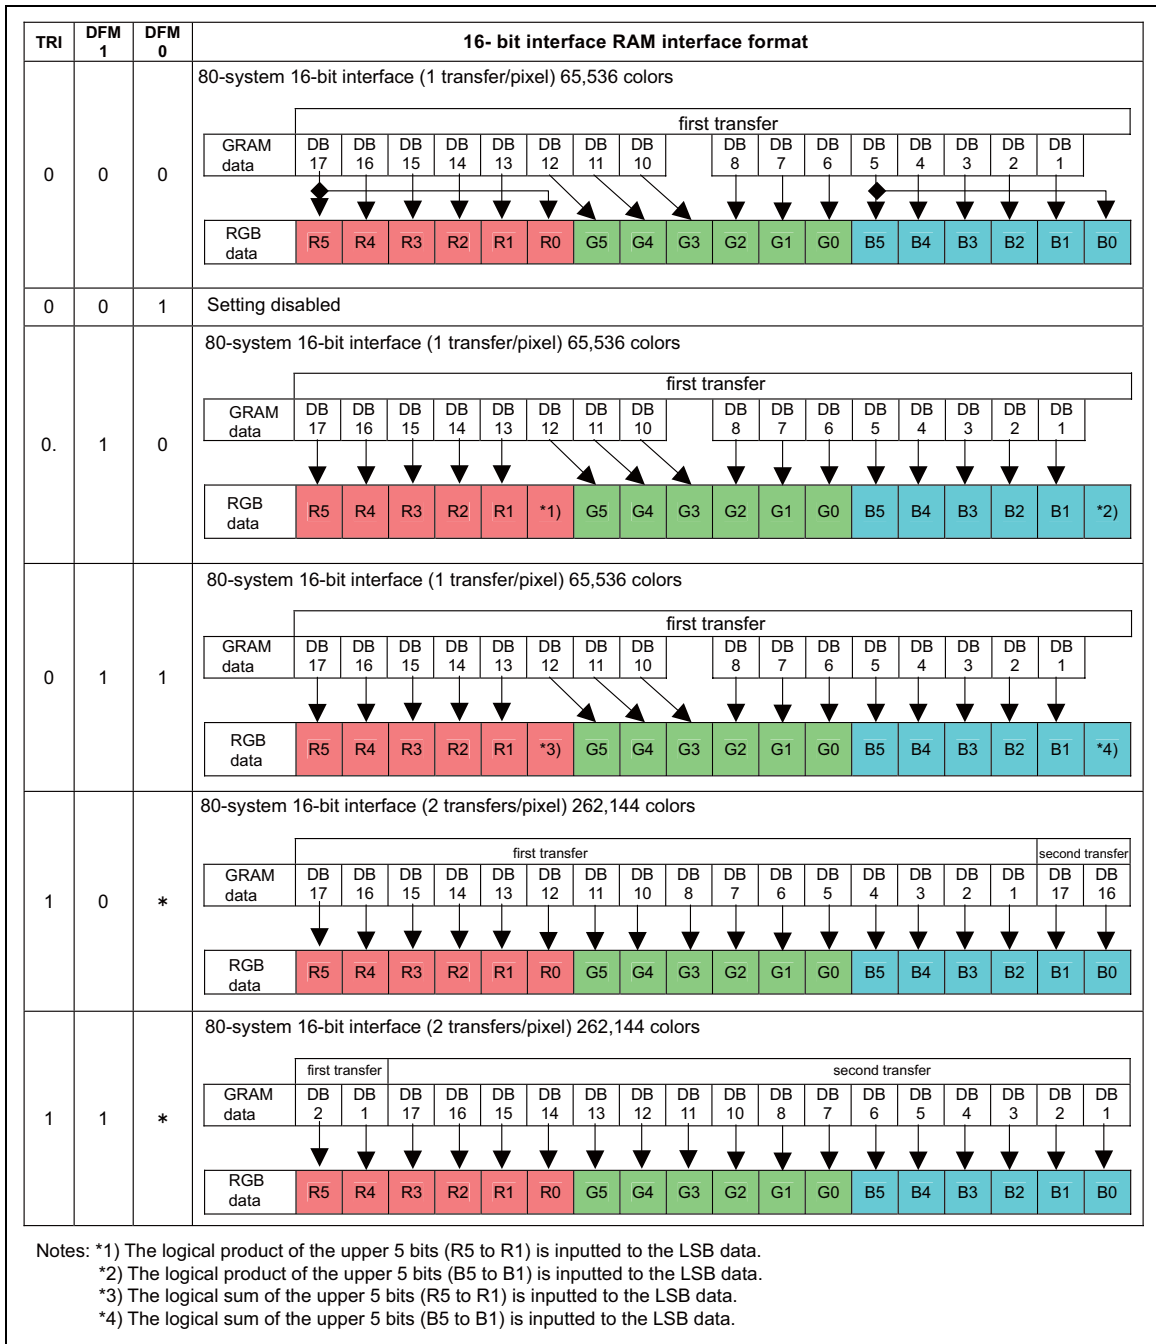 TRI DFM 1 DFM 0 16- bit interface RAM interface format
80-system 16-bit interface (1 transfer/pixel) 65,536 colors
first transfer
GRAM data DB 17 DB 16 DB 15 DB 14 DB 13 DB 12 DB 11 DB 10 DB 8 DB 7 DB 6 DB 5 DB 4 DB 3 DB 2 DB 1
0 0 0
RGB data R5 R4 R3 R2 R1 R0 G5 G4 G3 G2 G1 G0 B5 B4 B3 B2 B1 B0
0 0 1 Setting disabled
80-system 16-bit interface (1 transfer/pixel) 65,536 colors
first transfer
GRAM data DB 17 DB 16 DB 15 DB 14 DB 13 DB 12 DB 11 DB 10 DB 8 DB 7 DB 6 DB 5 DB 4 DB 3 DB 2 DB 1
0. 1 0
RGB data R5 R4 R3 R2 R1 *1) G5 G4 G3 G2 G1 G0 B5 B4 B3 B2 B1 *2)
80-system 16-bit interface (1 transfer/pixel) 65,536 colors
first transfer
GRAM data DB 17 DB 16 DB 15 DB 14 DB 13 DB 12 DB 11 DB 10 DB 8 DB 7 DB 6 DB 5 DB 4 DB 3 DB 2 DB 1
0 1 1
RGB data R5 R4 R3 R2 R1 *3) G5 G4 G3 G2 G1 G0 B5 B4 B3 B2 B1 *4)
80-system 16-bit interface (2 transfers/pixel) 262,144 colors
first transfer second transfer
GRAM data DB 17 DB 16 DB 15 DB 14 DB 13 DB 12 DB 11 DB 10 DB 8 DB 7 DB 6 DB 5 DB 4 DB 3 DB 2 DB 1 DB 17 DB 16
1 0 *
RGB data R5 R4 R3 R2 R1 R0 G5 G4 G3 G2 G1 G0 B5 B4 B3 B2 B1 B0
80-system 16-bit interface (2 transfers/pixel) 262,144 colors
first transfer second transfer
GRAM data DB 2 DB 1 DB 17 DB 16 DB 15 DB 14 DB 13 DB 12 DB 11 DB 10 DB 8 DB 7 DB 6 DB 5 DB 4 DB 3 DB 2 DB 1
1 1 *
RGB data R5 R4 R3 R2 R1 R0 G5 G4 G3 G2 G1 G0 B5 B4 B3 B2 B1 B0
Notes: *1) The logical product of the upper 5 bits (R5 to R1) is inputted to the LSB data.
*2) The logical product of the upper 5 bits (B5 to B1) is inputted to the LSB data.
*3) The logical sum of the upper 5 bits (R5 to R1) is inputted to the LSB data.
*4) The logical sum of the upper 5 bits (B5 to B1) is inputted to the LSB data.